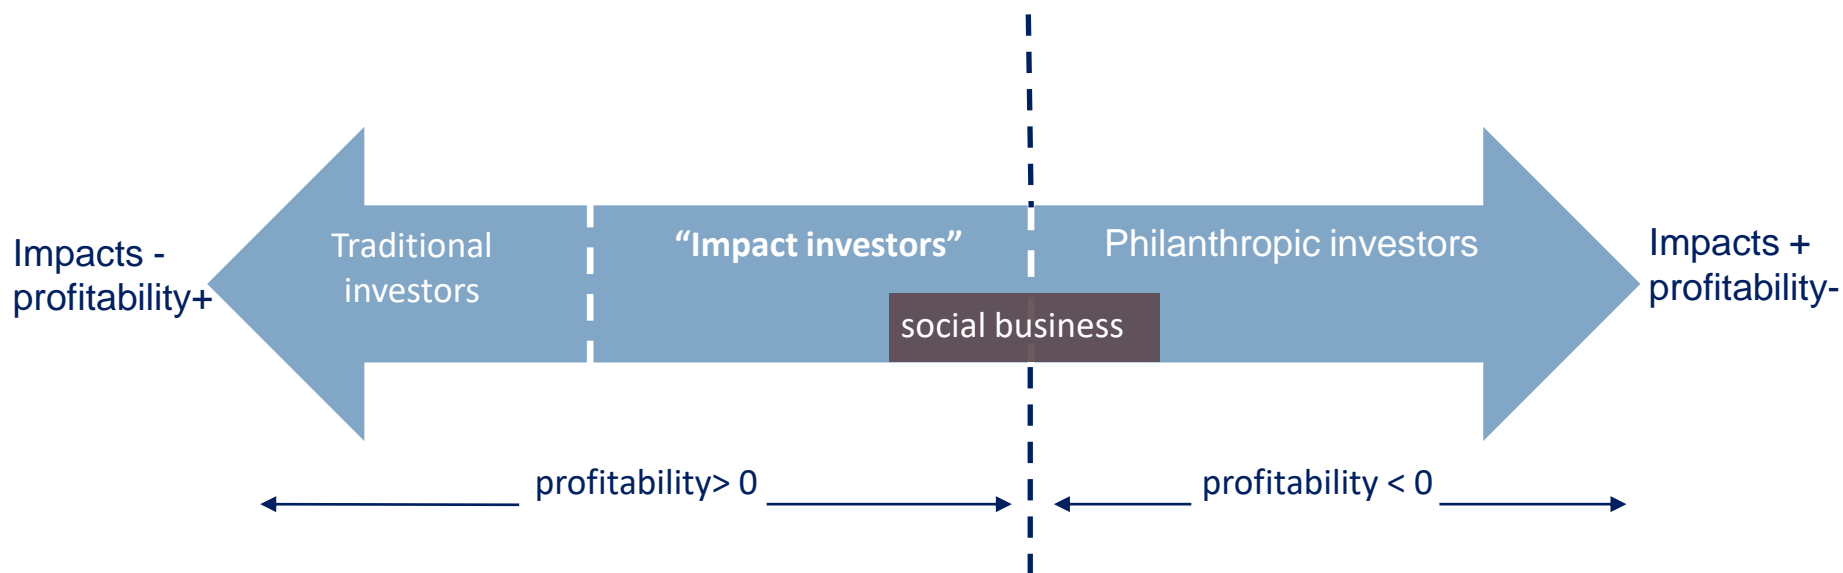 Impacts -
profitability+
Traditional
investors
“Impact investors”
Philanthropic investors
social business
Impacts +
profitability-
profitability> 0
profitability < 0